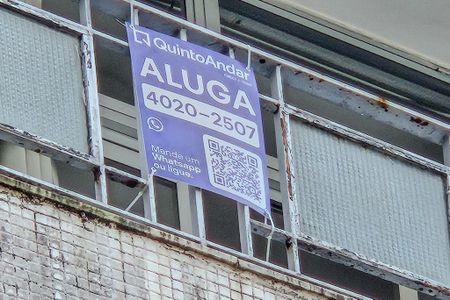 QuintoAndar
ALUGA
4020-2507
Manda um
Whatsapp
ou ligue.